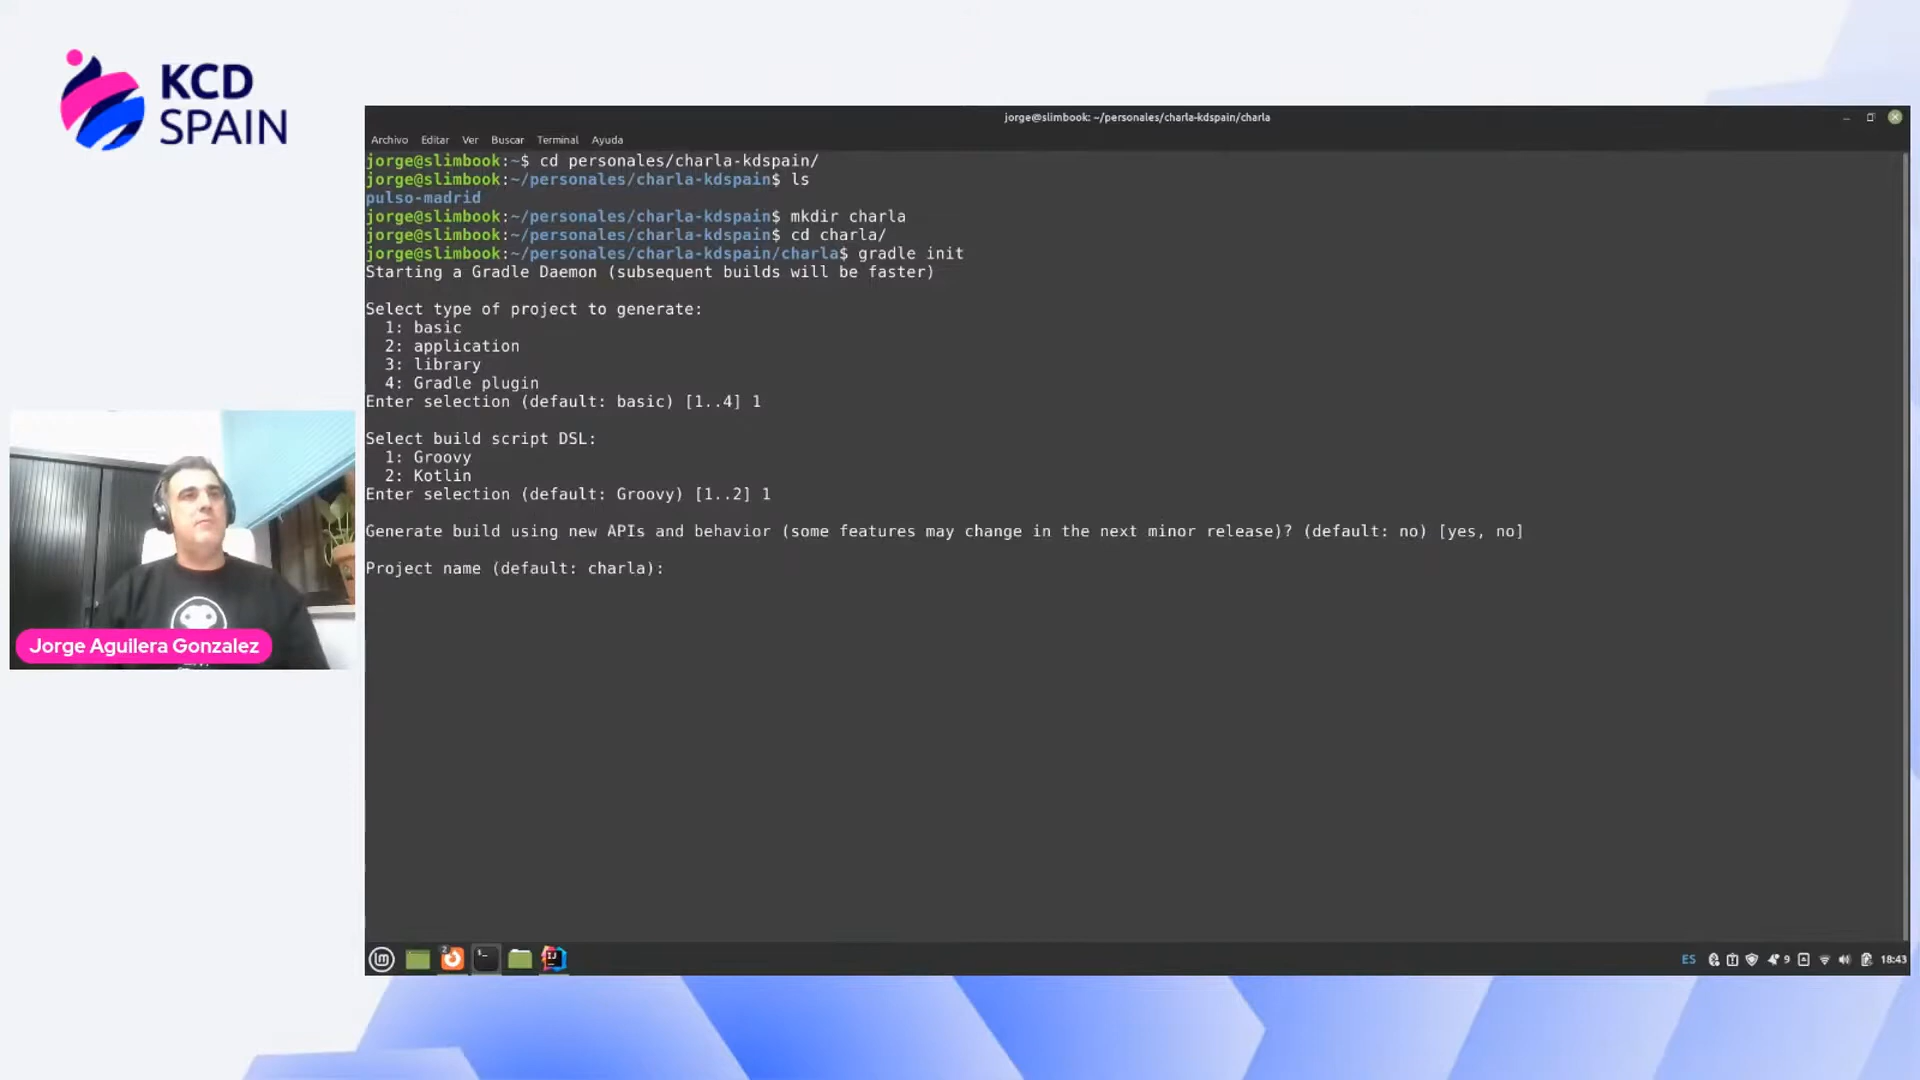 KCD
SPAIN
jorge@slimbook: ~/personales/charla-kdspain/charla
Archivo Editar Ver Buscar Terminal Ayuda
jorge@slimbook:~$ cd personales/charla-kdspain/
jorge@slimbook:~/personales/charla-kdspain$ ls
pulso-madrid
jorge@slimbook:~/personales/charla-kdspain$ mkdir charla
jorge@slimbook:~/personales/charla-kdspain$ cd charla/
jorge@slimbook:~/personales/charla-kdspain/charla$ gradle init
Starting a Gradle Daemon (subsequent builds will be faster)
Select type of project to generate:
1: basic
2: application
3: library
4: Gradle plugin
Enter selection (default: basic) [1..4] 1
Select build script DSL:
1: Groovy
2: Kotlin
Enter selection (default: Groovy) [1..2] 1
Generate build using new APIs and behavior (some features may change in the next minor release)? (default: no) [yes, no]
Project name (default: charla):
Jorge Aguilera Gonzalez
2
IJ
ES 9 18:43